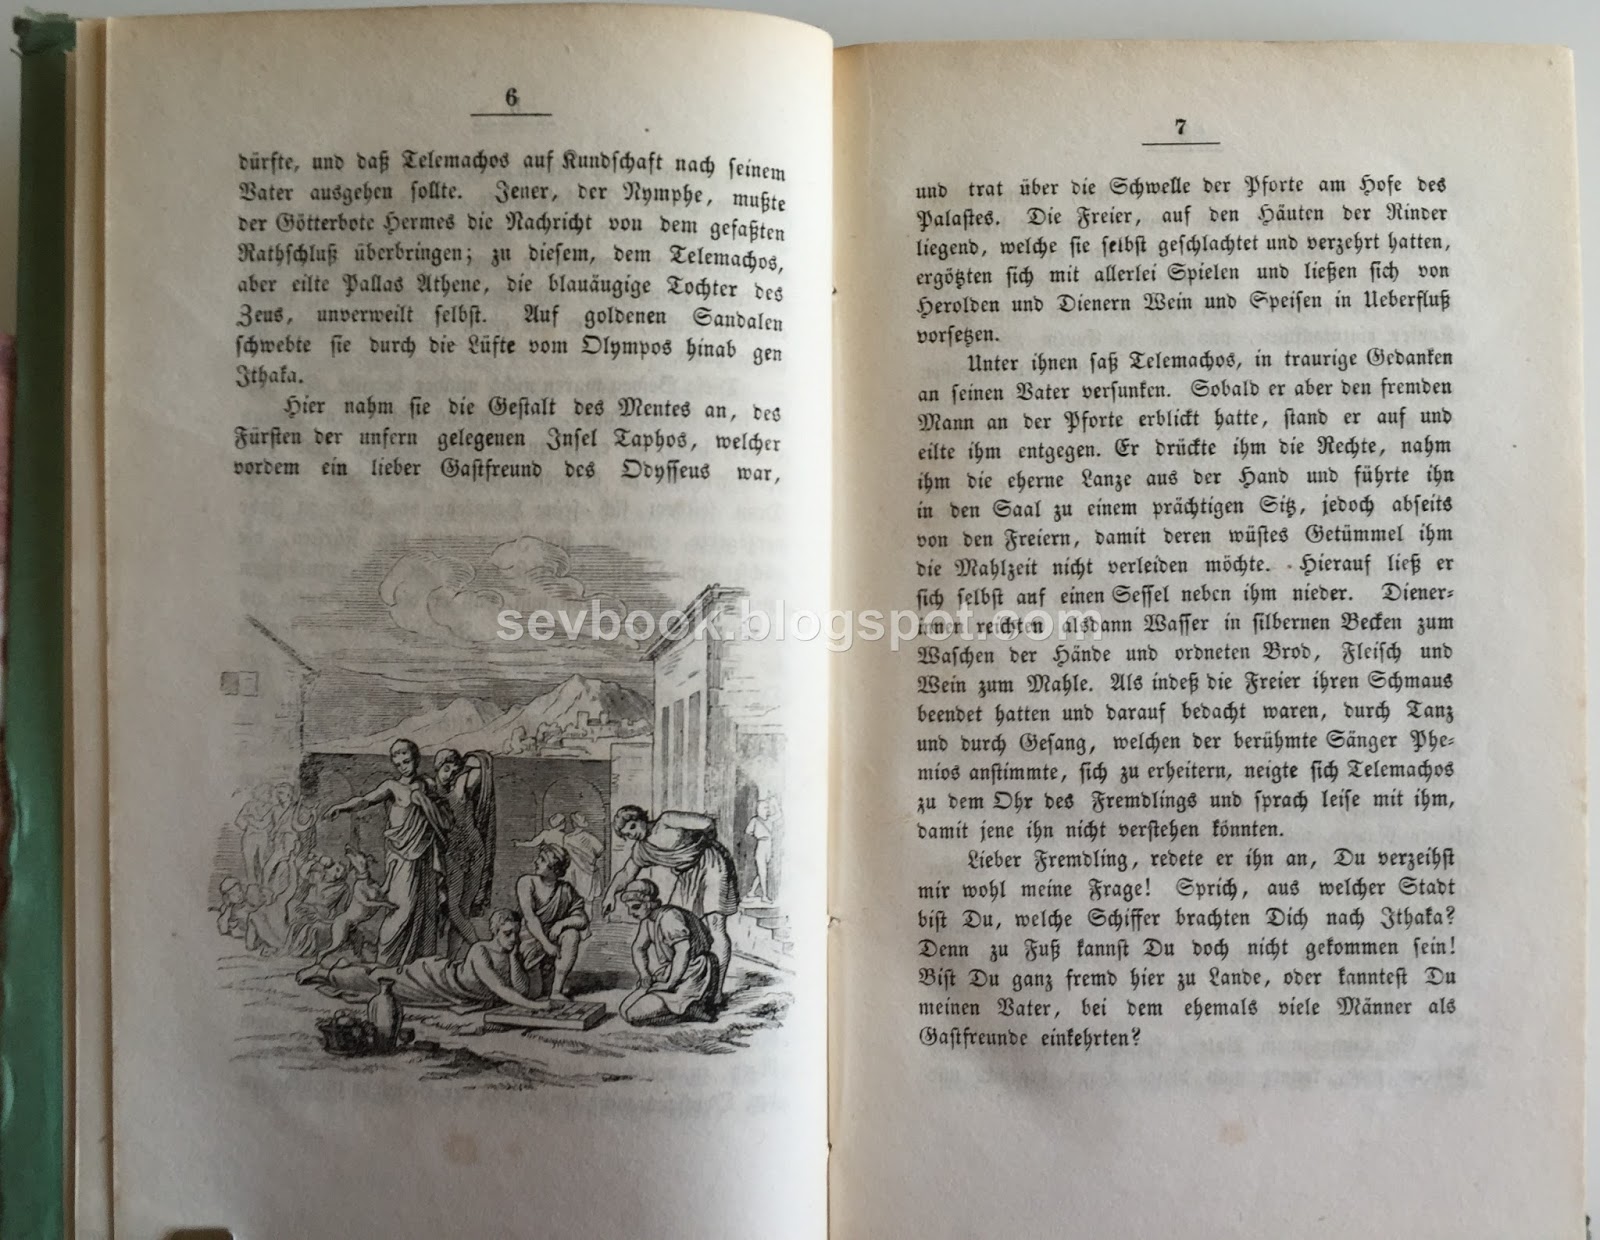 6
dürfte, und daß Telemachos auf Kundschaft nach seinem
Vater ausgehen sollte. Jener, der Nymphe, mußte
der Götterbote Hermes die Nachricht von dem gefaßten
Rathschluß überbringen; zu diesem, dem Telemachos,
aber eilte Pallas Athene, die blauäugige Tochter des
Zeus, unverweilt selbst. Auf goldenen Sandalen
schwebte sie durch die Lüfte vom Olympos hinab gen
Ithaka.
Hier nahm sie die Gestalt des Mentes an, des
Fürsten der unfern gelegenen Insel Taphos, welcher
vordem ein lieber Gastfreund des Odysseus war,
7
und trat über die Schwelle der Pforte am Hofe des
Palastes. Die Freier, auf den Häuten der Rinder
liegend, welche sie selbst geschlachtet und verzehrt hatten,
ergötzten sich mit allerlei Spielen und ließen sich von
Herolden und Dienern Wein und Speisen in Ueberfluß
vorsetzen.
Unter ihnen saß Telemachos, in traurige Gedanken
an seinen Vater versunken. Sobald er aber den fremden
Mann an der Pforte erblickt hatte, stand er auf und
eilte ihm entgegen. Er drückte ihm die Rechte, nahm
ihm die eherne Lanze aus der Hand und führte ihn
in den Saal zu einem prächtigen Sitz, jedoch abseits
von den Freiern, damit deren wüstes Getümmel ihm
die Mahlzeit nicht verleiden möchte. Hierauf ließ er
sich selbst auf einen Sessel neben ihm nieder. Diener-
innen reichten alsdann Wasser in silbernen Becken zum
Waschen der Hände und ordneten Brod, Fleisch und
Wein zum Mahle. Als indeß die Freier ihren Schmaus
beendet hatten und darauf bedacht waren, durch Tanz
und durch Gesang, welchen der berühmte Sänger Phe-
mios anstimmte, sich zu erheitern, neigte sich Telemachos
zu dem Ohr des Fremdlings und sprach leise mit ihm,
damit jene ihn nicht verstehen könnten.
Lieber Fremdling, redete er ihn an, Du verzeihst
mir wohl meine Frage! Sprich, aus welcher Stadt
bist Du, welche Schiffer brachten Dich nach Ithaka?
Denn zu Fuß kannst Du doch nicht gekommen sein!
Bist Du ganz fremd hier zu Lande, oder kanntest Du
meinen Vater, bei dem ehemals viele Männer als
Gastfreunde einkehrten?
sevbook.blogspot.com